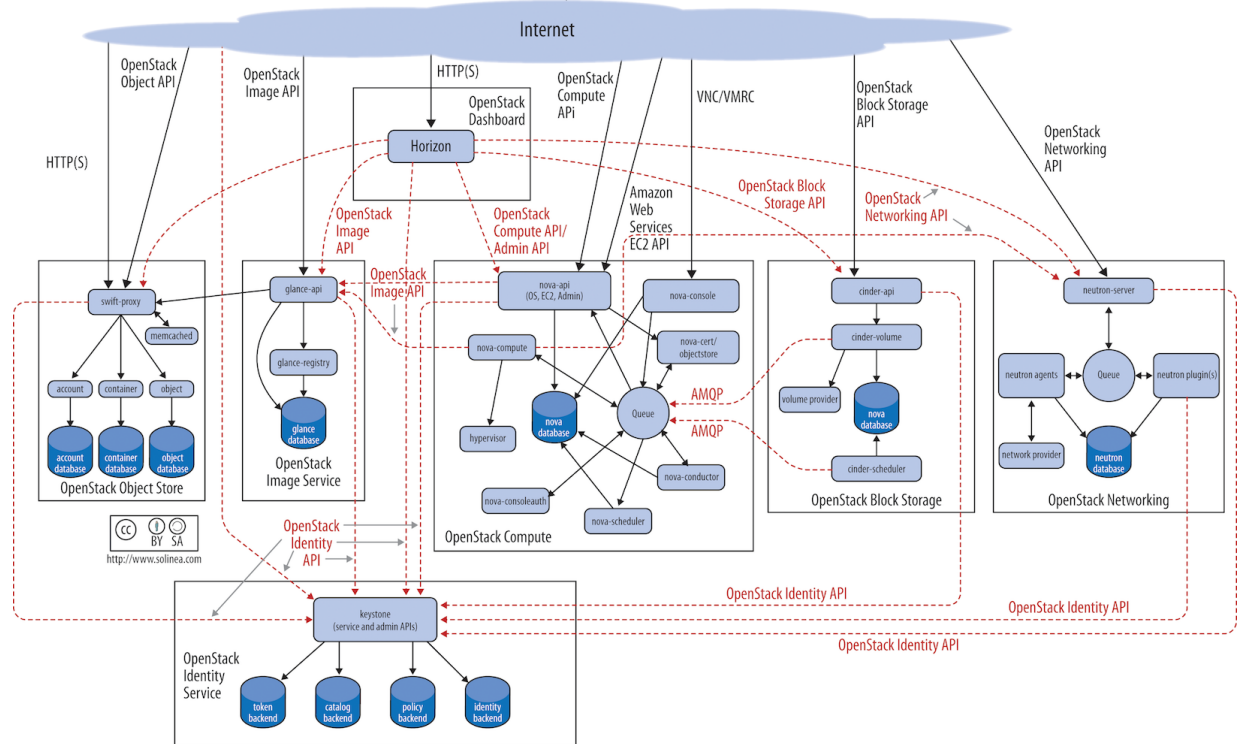 Internet
OpenStack
Object API
OpenStack
Image API
HTTP(S)
OpenStack
Compute
APi
VNC/VMRC
OpenStack
Block Storage
API
OpenStack
Networking
API
HTTP(S)
OpenStack
Dashboard
Horizon
OpenStack
Image
API
OpenStack
Compute API/
Admin API
Amazon
Web
Services
EC2 API
OpenStack Block
Storage API
OpenStack
Networking API
OpenStack
Image API
swift-proxy
memcached
account
container
object
account
database
container
database
object
database
OpenStack Object Store
glance-api
glance-registry
glance
database
OpenStack
Image Service
nova-api
(OS, EC2, Admin)
nova-console
nova-compute
nova-cert/
objectstore
hypervisor
nova
database
Queue
nova-conductor
nova-consoleauth
nova-scheduler
OpenStack Compute
AMQP
AMQP
cinder-api
cinder-volume
volume provider
nova
database
cinder-scheduler
OpenStack Block Storage
neutron-server
neutron agents
Queue
neutron plugin(s)
network provider
neutron
database
OpenStack Networking
cc
BY SA
http://www.solinea.com
OpenStack
Identity
API
OpenStack Identity API
OpenStack Identity API
OpenStack Identity API
keystone
(service and admin APIs)
OpenStack
Identity
Service
token
backend
catalog
backend
policy
backend
identity
backend